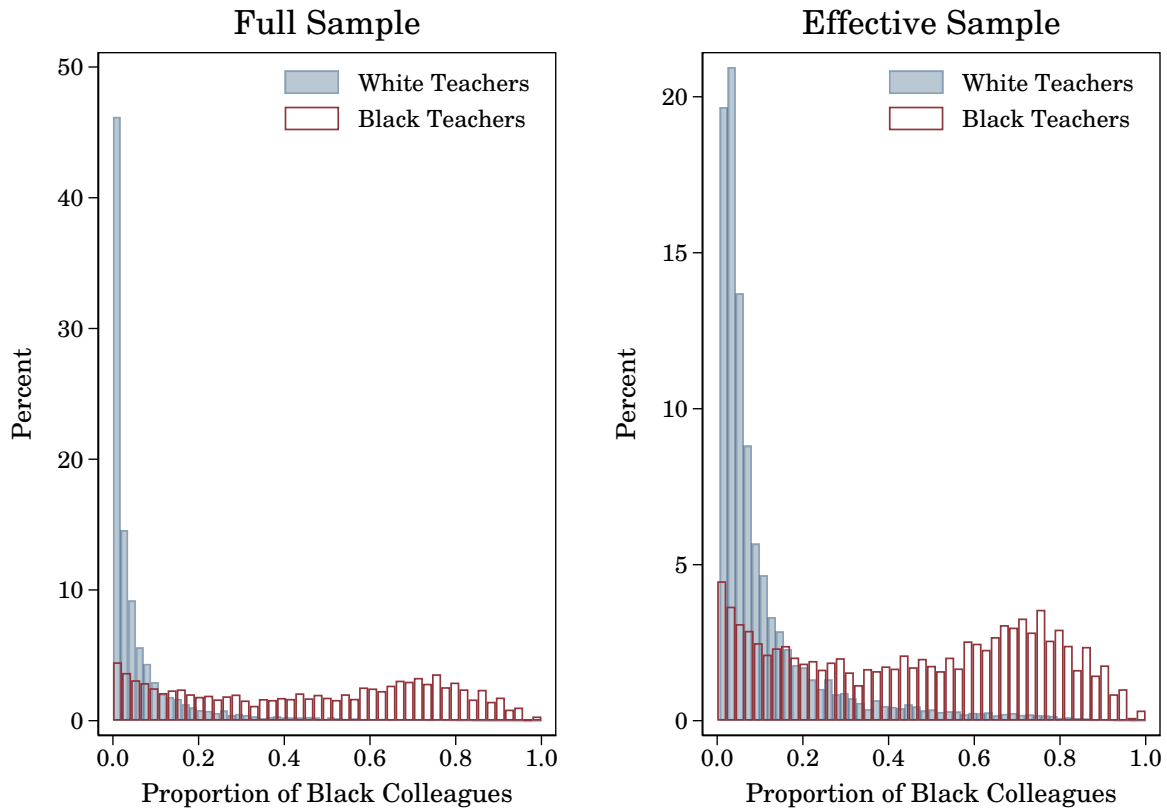 Full Sample
White Teachers
Black Teachers
50
40
30
20
10
0
Percent
0.0 0.2 0.4 0.6 0.8 1.0
Proportion of Black Colleagues
Effective Sample
White Teachers
Black Teachers
20
15
10
5
0
Percent
0.0 0.2 0.4 0.6 0.8 1.0
Proportion of Black Colleagues